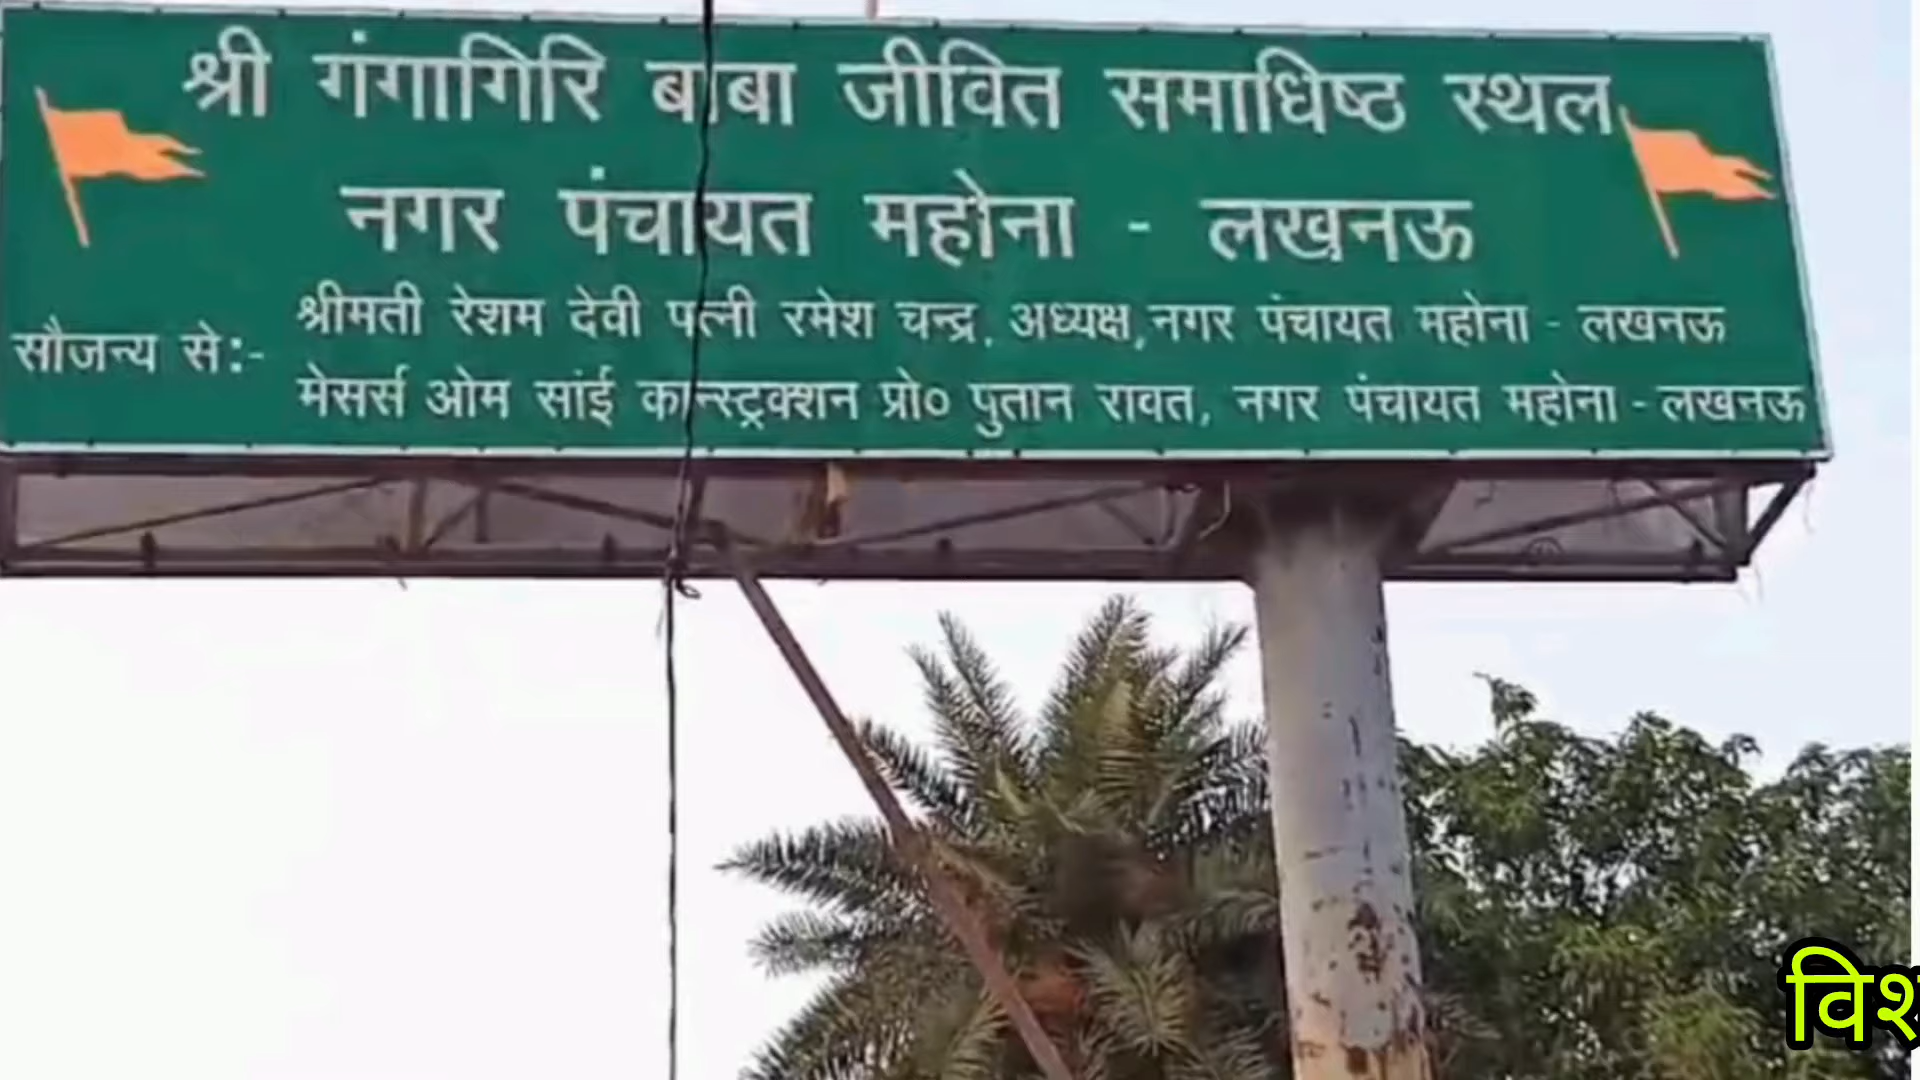 श्री गंगागिरि बाबा जीवित समाधिष्ठ स्थल
नगर पंचायत महोना - लखनऊ
सौजन्य से:-
श्रीमती रेशम देवी पत्नी रमेश चन्द्र, अध्यक्ष, नगर पंचायत महोना - लखनऊ
मेसर्स ओम सांई कान्स्ट्रक्शन प्रो० पुतान रावत, नगर पंचायत महोना - लखनऊ